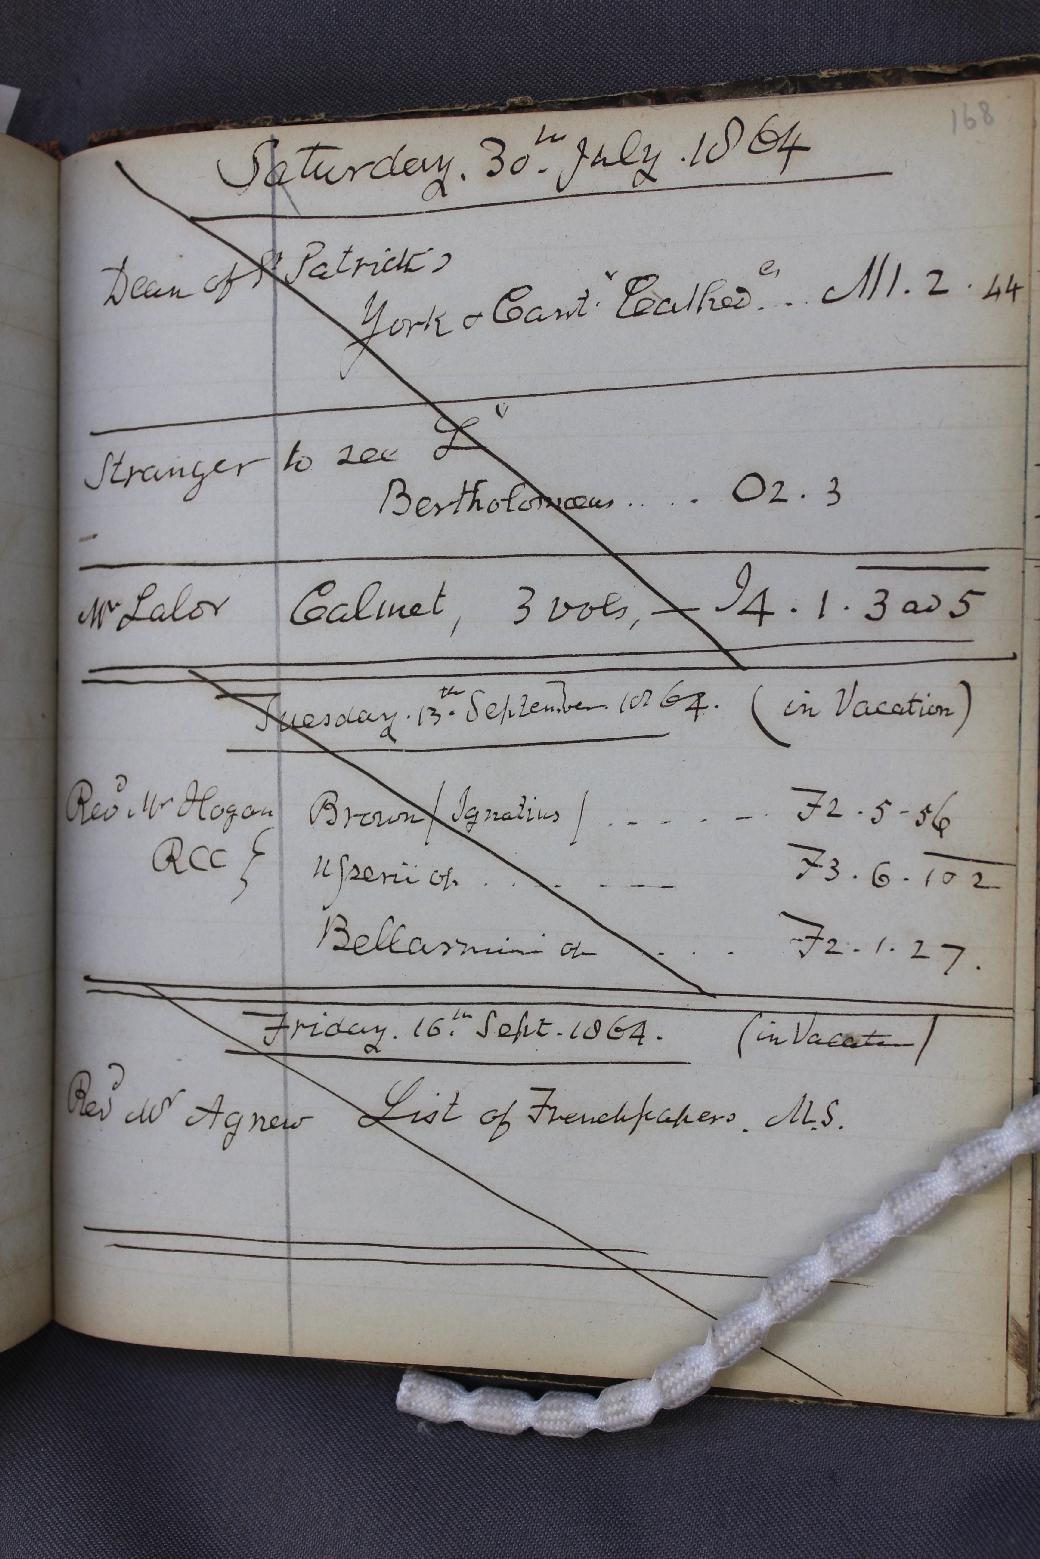 168
Saturday. 30th. July. 1864
Dean of St Patrick's
York & Cant. Cathed.. .. M1. 2. 44
Stranger to see L
Bertholomæus .... . O2. 3
Mr Lalor Calmet, 3 vols, — I4. 1. 3 ad 5
Tuesday. 13th. September 1864. (in Vacation)
Revd Mr Hogan Brown / Ignatius / . . . . . . F2. 5 - 56
RCC } Usserii op. . . . . . — F3. 6. 102
Bellarmini op . . . F2. 1. 27.
Friday. 16th. Sept. 1864. (in Vacation)
Revd Mr Agnew List of French papers. M.S.